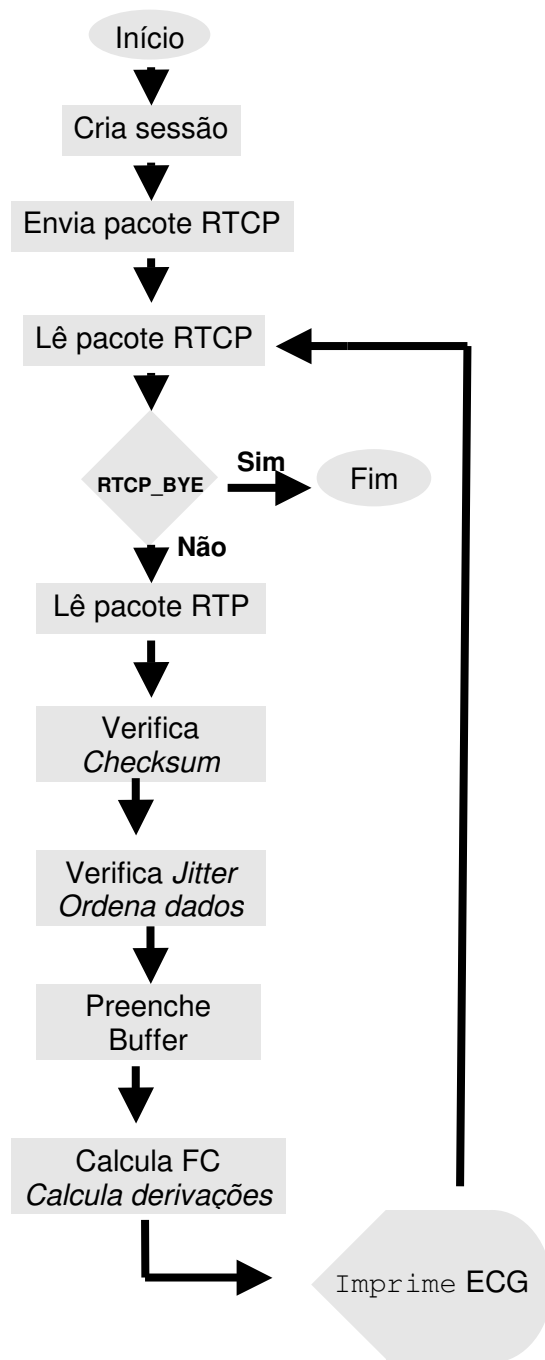 Início
Cria sessão
Envia pacote RTCP
Lê pacote RTCP
RTCP_BYE
Sim
Fim
Não
Lê pacote RTP
Verifica
Checksum
Verifica Jitter
Ordena dados
Preenche
Buffer
Calcula FC
Calcula derivações
Imprime ECG